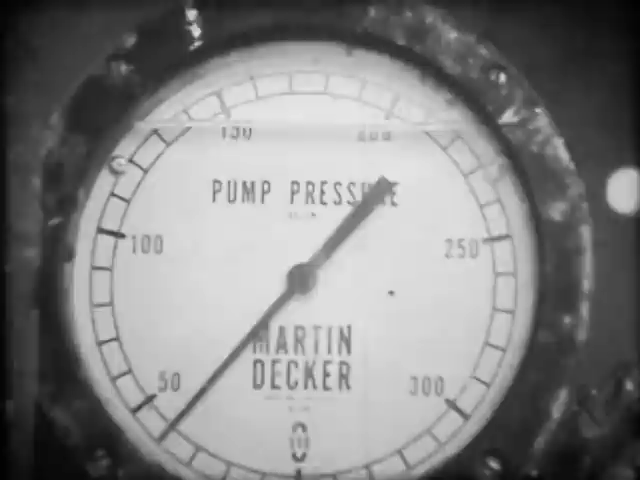 150 200
PUMP PRESSURE
100 250
MARTIN
DECKER
50 300
0